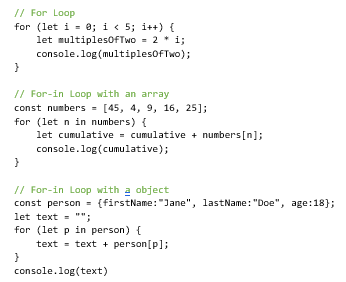 // For Loop
for (let i = 0; i < 5; i++) {
    let multiplesOfTwo = 2 * i;
    console.log(multiplesOfTwo);
}
// For-in Loop with an array
const numbers = [45, 4, 9, 16, 25];
for (let n in numbers) {
    let cumulative = cumulative + numbers[n];
    console.log(cumulative);
}
// For-in Loop with a object
const person = {firstName:"Jane", lastName:"Doe", age:18};
let text = "";
for (let p in person) {
    text = text + person[p];
}
console.log(text)